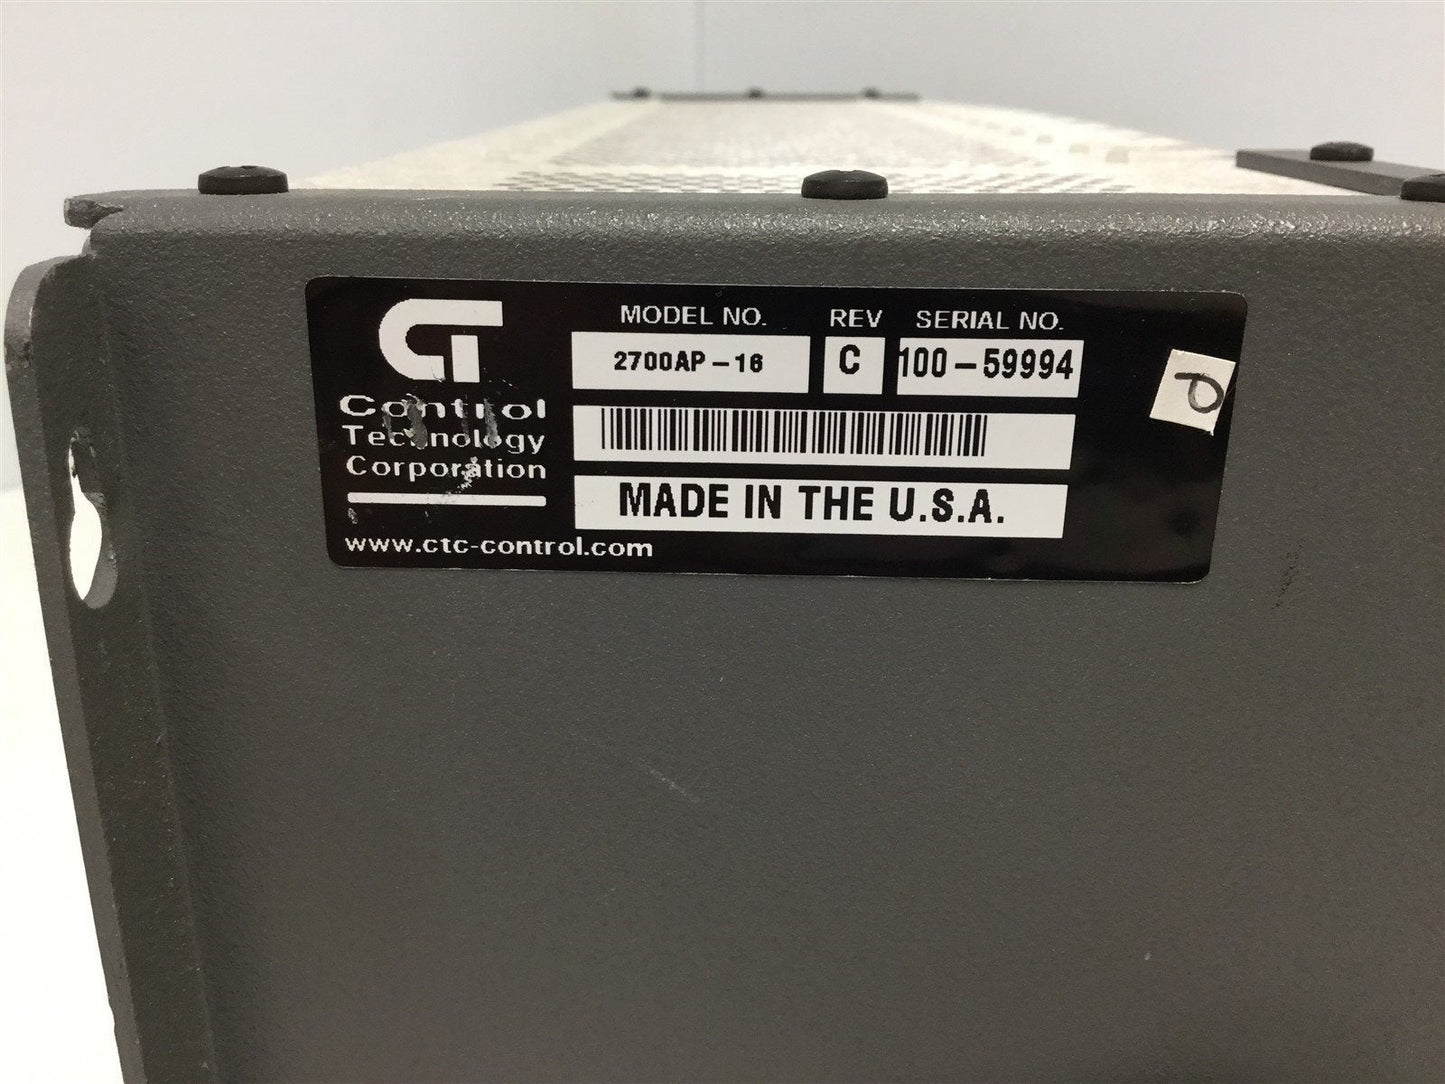 MODEL NO. REV SERIAL NO.
2700AP-16 C 100-59994
Control
Technology
Corporation
MADE IN THE U.S.A.
www.ctc-control.com